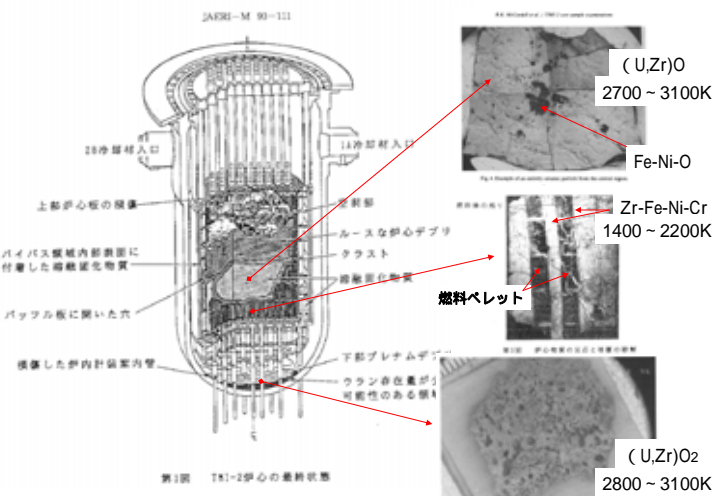 JAERI-M 90-111
2B冷却材入口
1A冷却材入口
上部炉心板の損傷
空洞部
ルースな炉心デブリ
クラスト
溶融固化物質
バイパス領域内部表面に
付着した溶融固化物質
バッフル板に開いた穴
損傷した炉内計装案内管
下部プレナムデブリ
ウラン存在量が
可能性のある領域
第1図 TMI-2炉心の最終状態
(U,Zr)O
2700~3100K
Fe-Ni-O
Zr-Fe-Ni-Cr
1400~2200K
燃料ペレット
(U,Zr)O2
2800~3100K